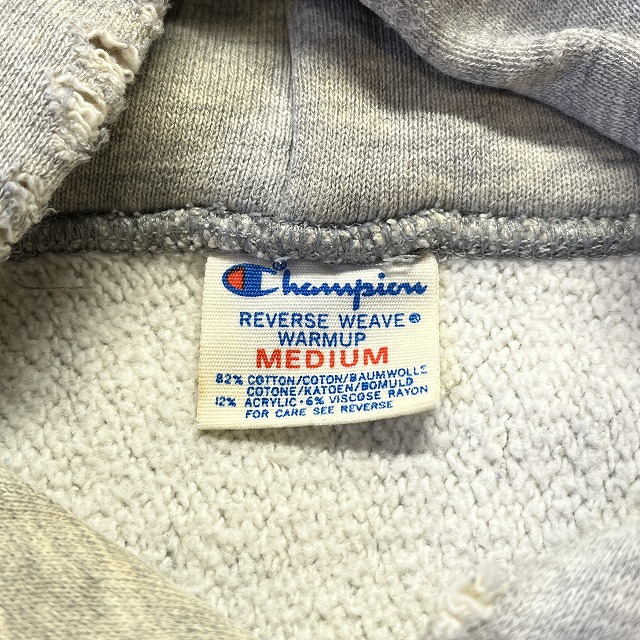 Champion
REVERSE WEAVE®
WARMUP
MEDIUM
82% COTTON/COTON/BAUMWOLLE
COTONE/KATOEN/BOMULD
12% ACRYLIC·6% VISCOSE RAYON
FOR CARE SEE REVERSE